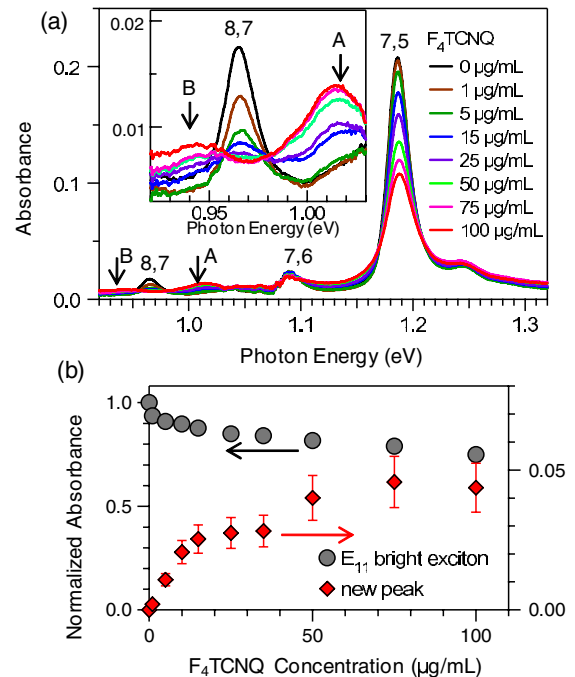 (a)
0.2
0.1
0.0
Absorbance
0.02
0.01
0.95
1.00
Photon Energy (eV)
8,7
A
B
7,5
F₄TCNQ
0 µg/mL
1 µg/mL
5 µg/mL
15 µg/mL
25 µg/mL
50 µg/mL
75 µg/mL
100 µg/mL
B
8,7
A
7,6
1.0
1.1
1.2
1.3
Photon Energy (eV)
(b)
1.0
0.5
0.0
Normalized Absorbance
0.05
0.00
E₁₁ bright exciton
new peak
0
50
100
F₄TCNQ Concentration (µg/mL)